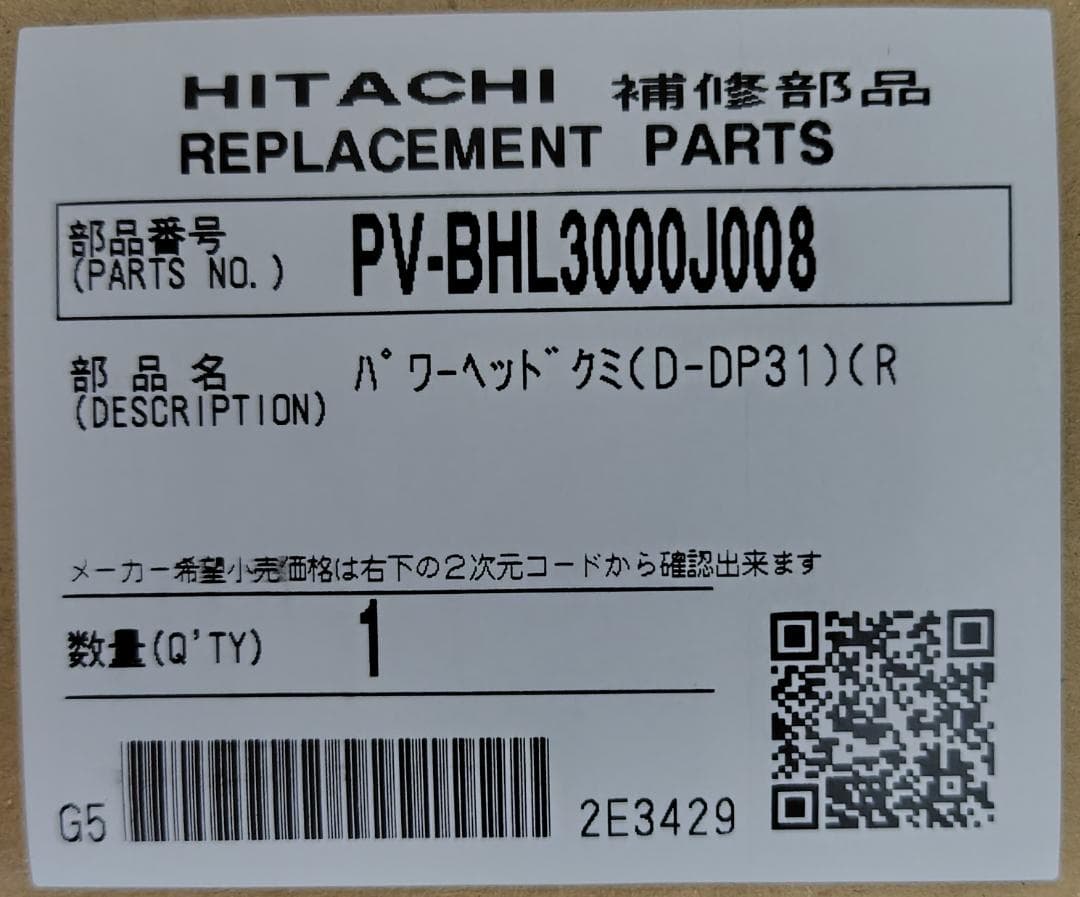 HITACHI 補修部品
REPLACEMENT PARTS
部品番号
(PARTS NO.) PV-BHL3000J008
部品名 ﾊﾟﾜｰﾍｯﾄﾞｸﾐ(D-DP31)(R
(DESCRIPTION)
メーカー希望小売価格は右下の2次元コードから確認出来ます
数量(Q'TY) 1
G5 2E3429